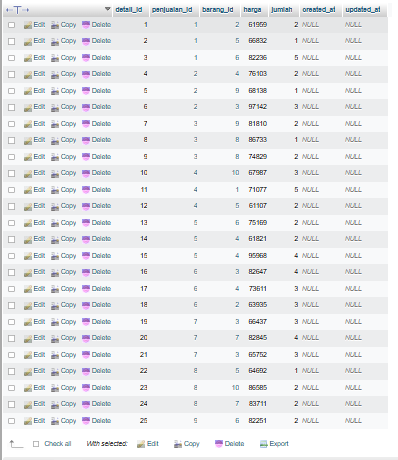 ←T→ detail_id penjualan_id barang_id harga jumlah created_at updated_at
Edit Copy Delete 1 1 2 61959 2 NULL NULL
Edit Copy Delete 2 1 5 66832 1 NULL NULL
Edit Copy Delete 3 1 6 82236 5 NULL NULL
Edit Copy Delete 4 2 4 76103 2 NULL NULL
Edit Copy Delete 5 2 9 68138 1 NULL NULL
Edit Copy Delete 6 2 3 97142 3 NULL NULL
Edit Copy Delete 7 3 9 81810 2 NULL NULL
Edit Copy Delete 8 3 8 86733 1 NULL NULL
Edit Copy Delete 9 3 8 74829 2 NULL NULL
Edit Copy Delete 10 4 10 67987 3 NULL NULL
Edit Copy Delete 11 4 1 71077 5 NULL NULL
Edit Copy Delete 12 4 5 61107 2 NULL NULL
Edit Copy Delete 13 5 6 75169 2 NULL NULL
Edit Copy Delete 14 5 4 61821 2 NULL NULL
Edit Copy Delete 15 5 4 95968 4 NULL NULL
Edit Copy Delete 16 6 3 82647 4 NULL NULL
Edit Copy Delete 17 6 4 73611 3 NULL NULL
Edit Copy Delete 18 6 2 63935 3 NULL NULL
Edit Copy Delete 19 7 3 66437 3 NULL NULL
Edit Copy Delete 20 7 7 82845 4 NULL NULL
Edit Copy Delete 21 7 3 65752 3 NULL NULL
Edit Copy Delete 22 8 5 64692 1 NULL NULL
Edit Copy Delete 23 8 10 86585 2 NULL NULL
Edit Copy Delete 24 8 7 83711 2 NULL NULL
Edit Copy Delete 25 9 6 82251 2 NULL NULL
Check all With selected: Edit Copy Delete Export